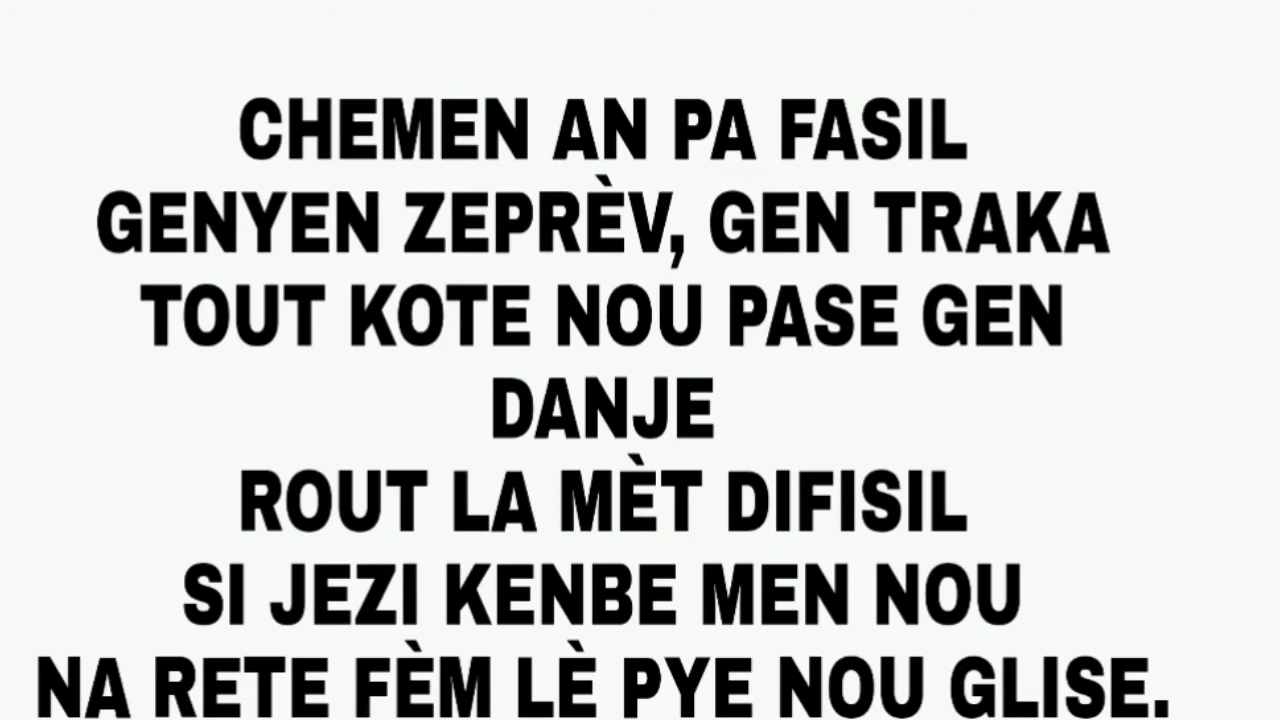 CHEMEN AN PA FASIL
GENYEN ZEPRÈV, GEN TRAKA
TOUT KOTE NOU PASE GEN
DANJE
ROUT LA MÈT DIFISIL
SI JEZI KENBE MEN NOU
NA RETE FÈM LÈ PYE NOU GLISE.